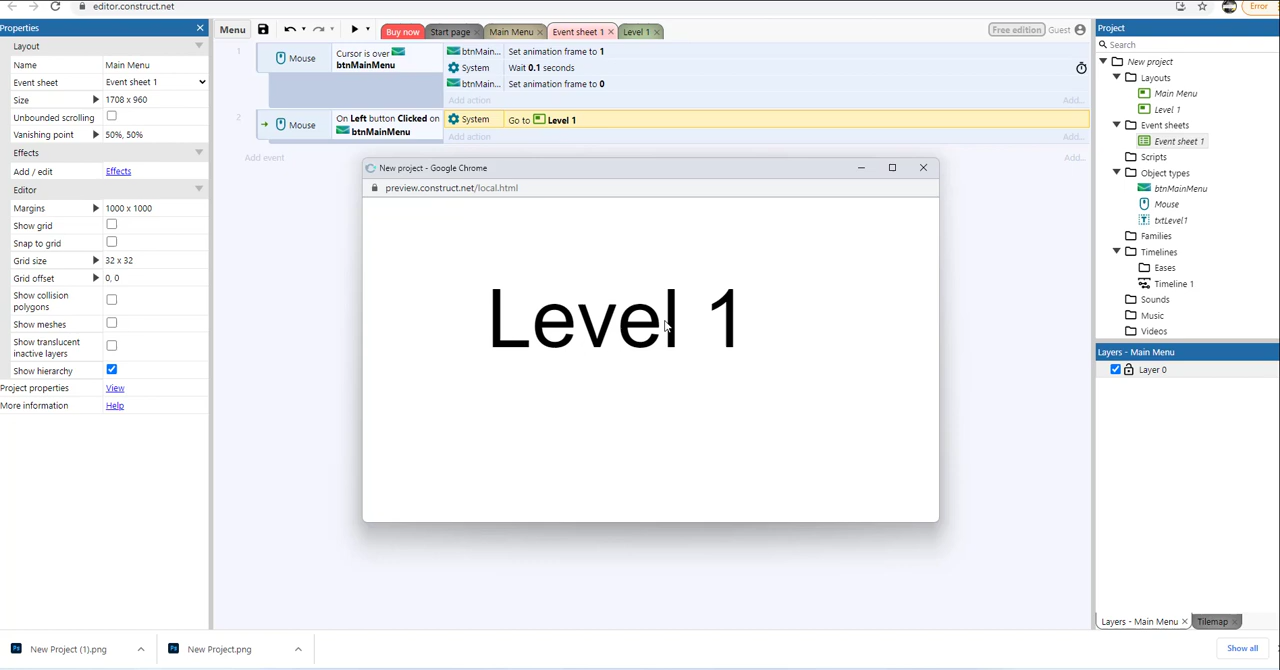 editor.construct.net
Error
Properties
Menu
Buy now
Start page
Main Menu
Event sheet 1
Level 1
Free edition
Guest
Project
Layout
Name Main Menu
Event sheet Event sheet 1
Size 1708 x 960
Unbounded scrolling
Vanishing point 50%, 50%
Effects
Add / edit Effects
Editor
Margins 1000 x 1000
Show grid
Snap to grid
Grid size 32 x 32
Grid offset 0, 0
Show collision
polygons
Show meshes
Show translucent
inactive layers
Show hierarchy
Project properties View
More information Help
1
Mouse
Cursor is over
btnMainMenu
btnMain... Set animation frame to 1
System Wait 0.1 seconds
btnMain... Set animation frame to 0
Add action Add...
2
Mouse
On Left button Clicked on
btnMainMenu
System Go to Level 1
Add action Add...
Add event Add...
New project - Google Chrome
preview.construct.net/local.html
Level 1
Search
New project
Layouts
Main Menu
Level 1
Event sheets
Event sheet 1
Scripts
Object types
btnMainMenu
Mouse
txtLevel1
Families
Timelines
Eases
Timeline 1
Sounds
Music
Videos
Layers - Main Menu
Layer 0
Layers - Main Menu
Tilemap
New Project (1).png
New Project.png
Show all